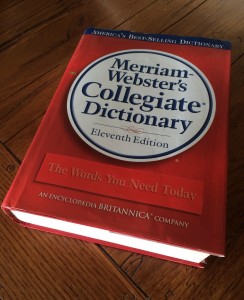 AMERICA'S BEST-SELLING DICTIONARY
Merriam-
Webster's
Collegiate®
Dictionary
Eleventh Edition
The Words You Need Today
AN ENCYCLOPÆDIA BRITANNICA® COMPANY